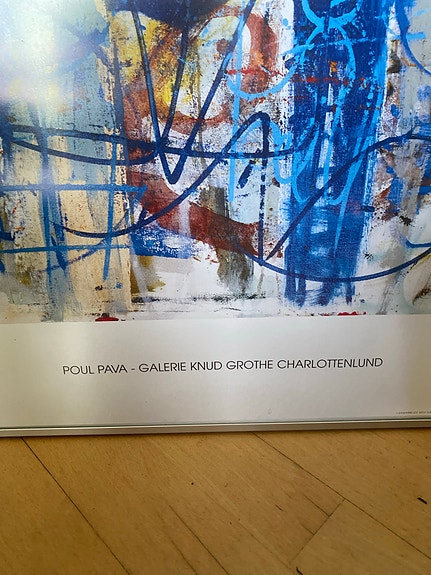 POUL PAVA - GALERIE KNUD GROTHE CHARLOTTENLUND